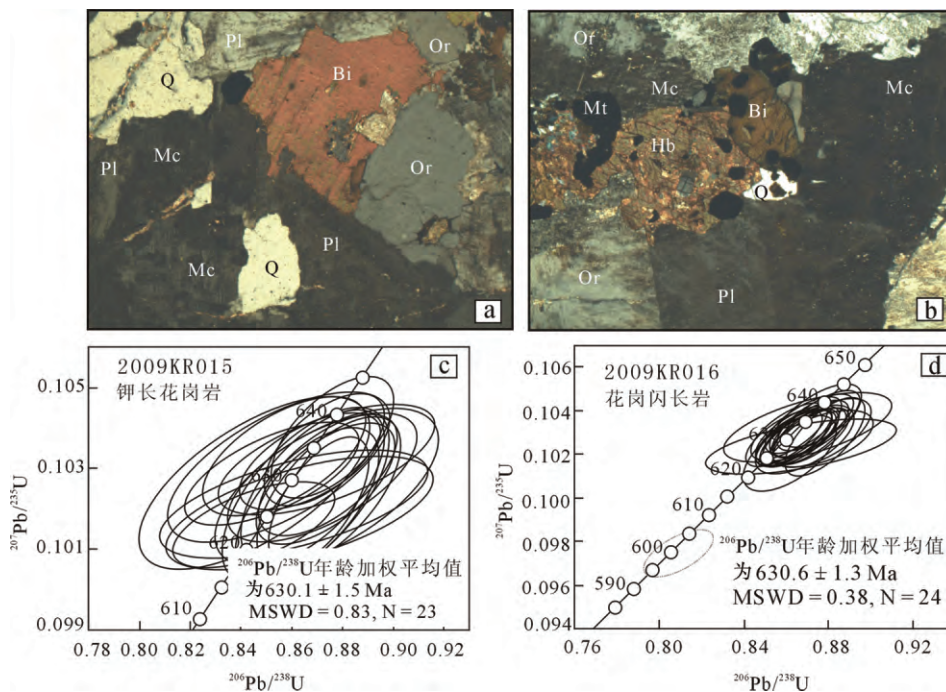 Pl
Or
Q
Bi
Pl
Mc
Or
Pl
Mc
Q
a
Or
Mc
Mc
Mt
Bi
Hb
Q
Or
Pl
b
2009KR015
钾长花岗岩
c
0.105
0.103
0.101
0.099
640
610
²⁰⁷Pb/²³⁵U
²⁰⁶Pb/²³⁸U年龄加权平均值
为630.1 ± 1.5 Ma
MSWD = 0.83, N = 23
0.78 0.80 0.82 0.84 0.86 0.88 0.90 0.92
²⁰⁶Pb/²³⁸U
2009KR016
花岗闪长岩
d
0.106
0.104
0.102
0.100
0.098
0.096
0.094
650
640
620
610
600
590
²⁰⁷Pb/²³⁵U
²⁰⁶Pb/²³⁸U年龄加权平均值
为630.6 ± 1.3 Ma
MSWD = 0.38, N = 24
0.76 0.80 0.84 0.88 0.92
²⁰⁶Pb/²³⁸U